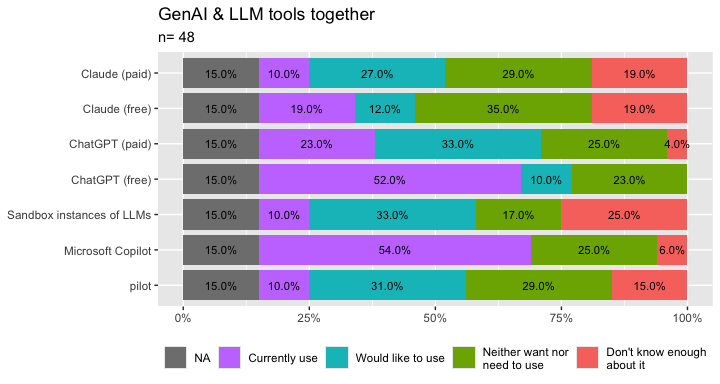 GenAI & LLM tools together
n= 48
Claude (paid) 15.0% 10.0% 27.0% 29.0% 19.0%
Claude (free) 15.0% 19.0% 12.0% 35.0% 19.0%
ChatGPT (paid) 15.0% 23.0% 33.0% 25.0% 4.0%
ChatGPT (free) 15.0% 52.0% 10.0% 23.0%
Sandbox instances of LLMs 15.0% 10.0% 33.0% 17.0% 25.0%
Microsoft Copilot 15.0% 54.0% 25.0% 6.0%
pilot 15.0% 10.0% 31.0% 29.0% 15.0%
0% 25% 50% 75% 100%
NA Currently use Would like to use Neither want nor Don't know enough
need to use about it